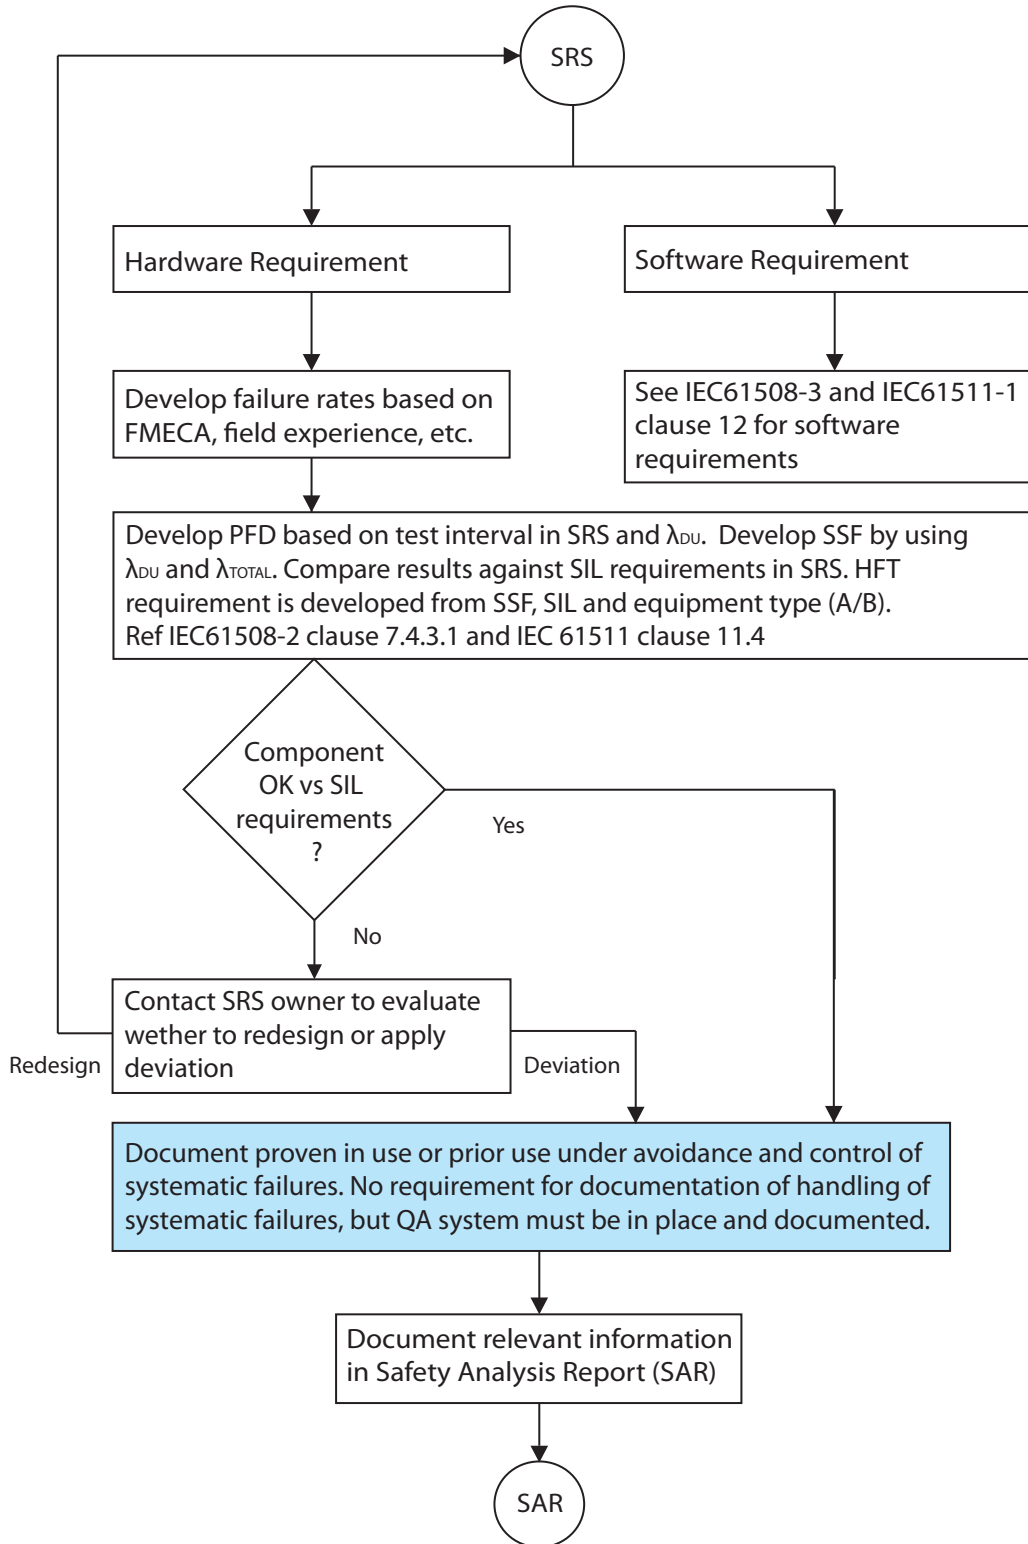 SRS
Hardware Requirement
Software Requirement
Develop failure rates based on
FMECA, field experience, etc.
See IEC61508-3 and IEC61511-1
clause 12 for software
requirements
Develop PFD based on test interval in SRS and λDU. Develop SSF by using
λDU and λTOTAL. Compare results against SIL requirements in SRS. HFT
requirement is developed from SSF, SIL and equipment type (A/B).
Ref IEC61508-2 clause 7.4.3.1 and IEC 61511 clause 11.4
Component
OK vs SIL
requirements
?
Yes
No
Contact SRS owner to evaluate
wether to redesign or apply
deviation
Redesign
Deviation
Document proven in use or prior use under avoidance and control of
systematic failures. No requirement for documentation of handling of
systematic failures, but QA system must be in place and documented.
Document relevant information
in Safety Analysis Report (SAR)
SAR